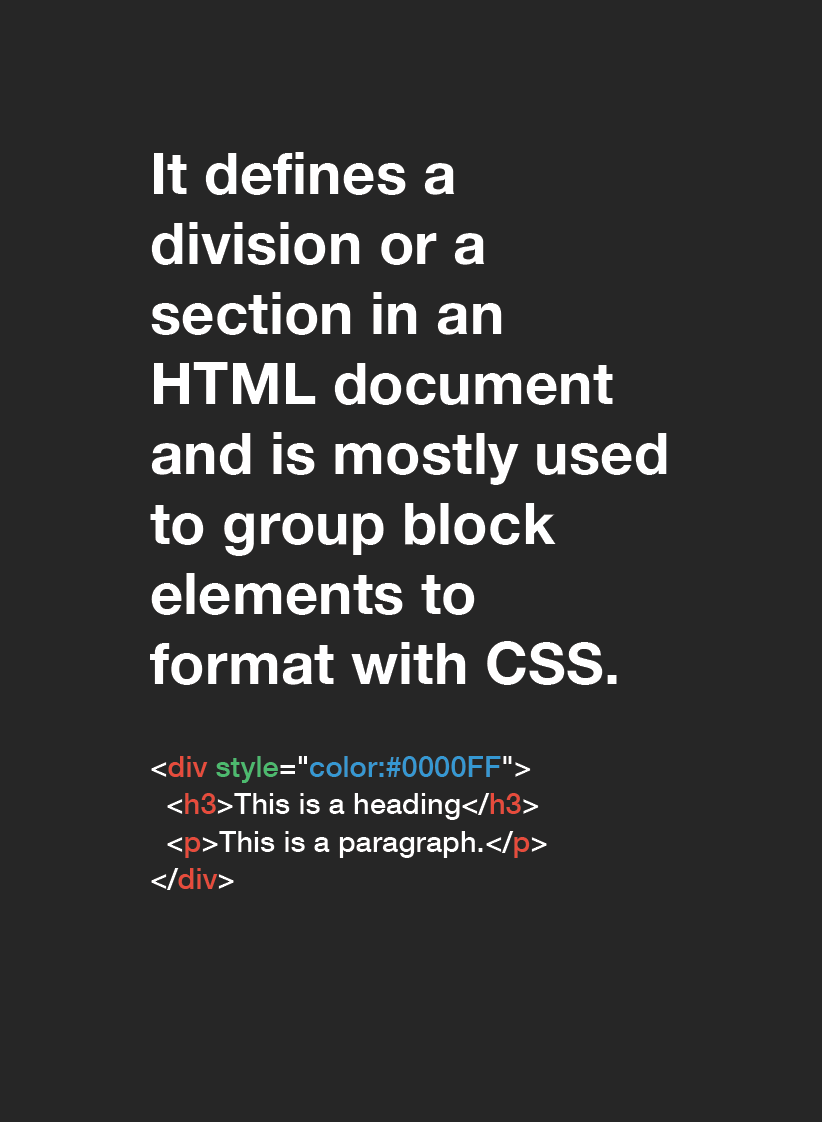 It defines a
division or a
section in an
HTML document
and is mostly used
to group block
elements to
format with CSS.
<div style="color:#0000FF">
  <h3>This is a heading</h3>
  <p>This is a paragraph.</p>
</div>